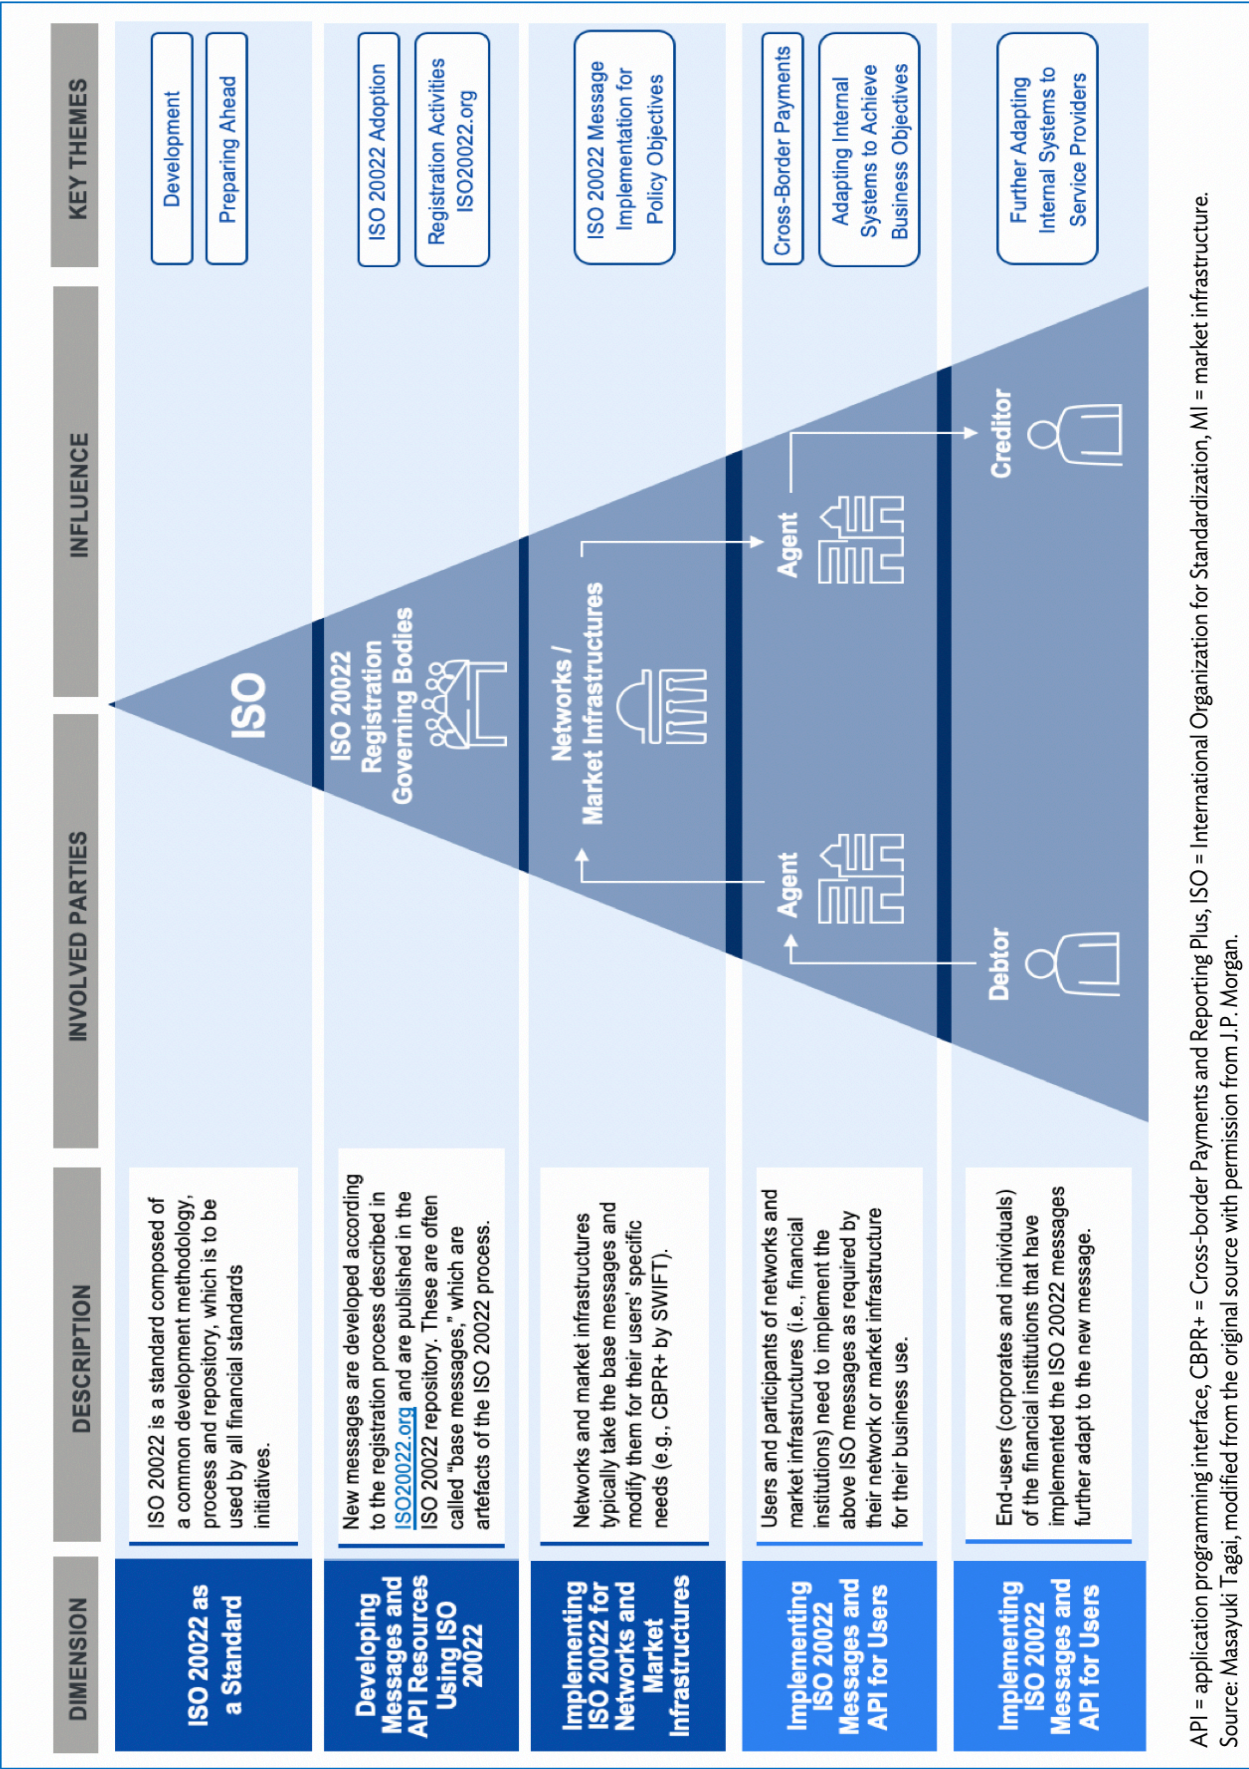 DIMENSION
DESCRIPTION
INVOLVED PARTIES
INFLUENCE
KEY THEMES
ISO 20022 as
a Standard
ISO 20022 is a standard composed of
a common development methodology,
process and repository, which is to be
used by all financial standards
initiatives.
ISO
Development
Preparing Ahead
Developing
Messages and
API Resources
Using ISO
20022
New messages are developed according
to the registration process described in
ISO20022.org and are published in the
ISO 20022 repository. These are often
called “base messages,” which are
artefacts of the ISO 20022 process.
ISO 20022
Registration
Governing Bodies
ISO 20022 Adoption
Registration Activities
ISO20022.org
Implementing
ISO 20022 for
Networks and
Market
Infrastructures
Networks and market infrastructures
typically take the base messages and
modify them for their users’ specific
needs (e.g., CBPR+ by SWIFT).
Networks /
Market Infrastructures
ISO 20022 Message
Implementation for
Policy Objectives
Implementing
ISO 20022
Messages and
API for Users
Users and participants of networks and
market infrastructures (i.e., financial
institutions) need to implement the
above ISO messages as required by
their network or market infrastructure
for their business use.
Agent
Agent
Cross-Border Payments
Adapting Internal
Systems to Achieve
Business Objectives
Implementing
ISO 20022
Messages and
API for Users
End-users (corporates and individuals)
of the financial institutions that have
implemented the ISO 20022 messages
further adapt to the new message.
Debtor
Creditor
Further Adapting
Internal Systems to
Service Providers
API = application programming interface, CBPR+ = Cross-border Payments and Reporting Plus, ISO = International Organization for Standardization, MI = market infrastructure.
Source: Masayuki Tagai, modified from the original source with permission from J.P. Morgan.